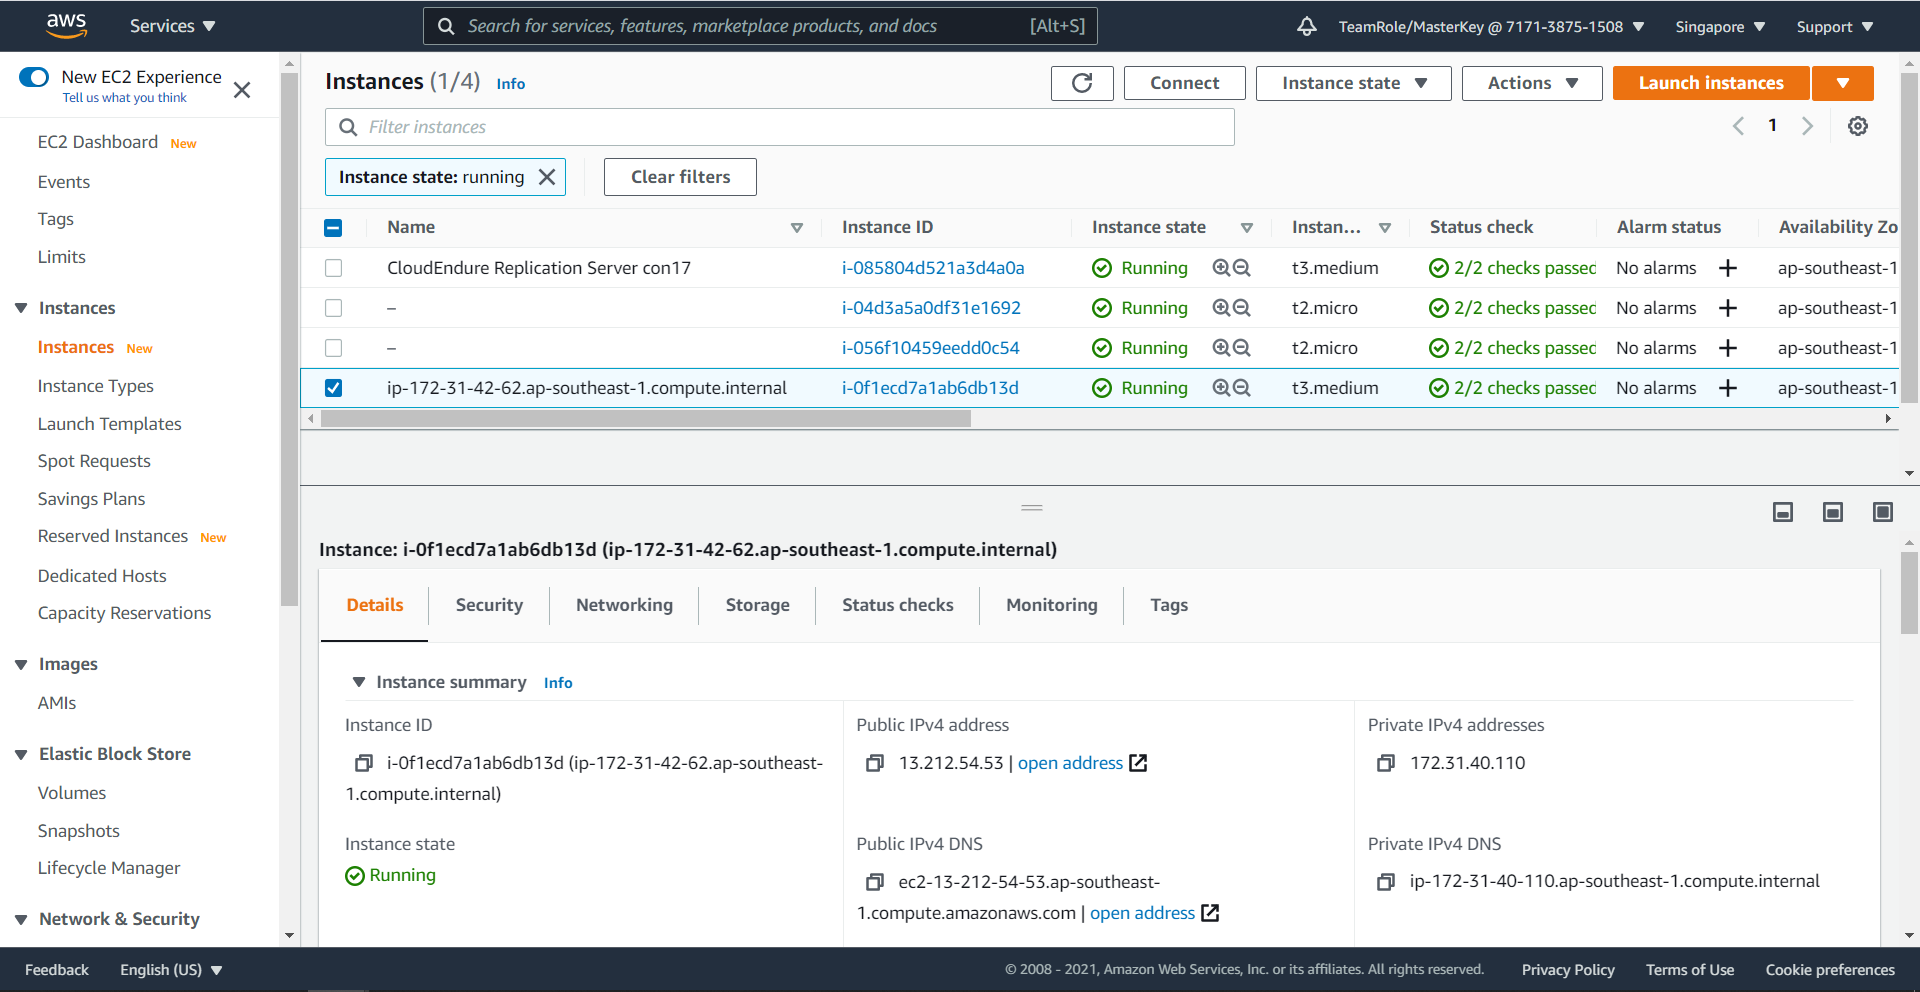 aws
Services
Search for services, features, marketplace products, and docs [Alt+S]
TeamRole/MasterKey @ 7171-3875-1508
Singapore
Support
New EC2 Experience
Tell us what you think
EC2 Dashboard New
Events
Tags
Limits
Instances
Instances New
Instance Types
Launch Templates
Spot Requests
Savings Plans
Reserved Instances New
Dedicated Hosts
Capacity Reservations
Images
AMIs
Elastic Block Store
Volumes
Snapshots
Lifecycle Manager
Network & Security
Instances (1/4) Info
Connect
Instance state
Actions
Launch instances
Filter instances
1
Instance state: running
Clear filters
Name Instance ID Instance state Instan... Status check Alarm status Availability Zo
CloudEndure Replication Server con17 i-085804d521a3d4a0a Running t3.medium 2/2 checks passed No alarms + ap-southeast-1
– i-04d3a5a0df31e1692 Running t2.micro 2/2 checks passed No alarms + ap-southeast-1
– i-056f10459eedd0c54 Running t2.micro 2/2 checks passed No alarms + ap-southeast-1
ip-172-31-42-62.ap-southeast-1.compute.internal i-0f1ecd7a1ab6db13d Running t3.medium 2/2 checks passed No alarms + ap-southeast-1
Instance: i-0f1ecd7a1ab6db13d (ip-172-31-42-62.ap-southeast-1.compute.internal)
Details Security Networking Storage Status checks Monitoring Tags
Instance summary Info
Instance ID
i-0f1ecd7a1ab6db13d (ip-172-31-42-62.ap-southeast-
1.compute.internal)
Public IPv4 address
13.212.54.53 | open address
Private IPv4 addresses
172.31.40.110
Instance state
Running
Public IPv4 DNS
ec2-13-212-54-53.ap-southeast-
1.compute.amazonaws.com | open address
Private IPv4 DNS
ip-172-31-40-110.ap-southeast-1.compute.internal
Feedback English (US) © 2008 - 2021, Amazon Web Services, Inc. or its affiliates. All rights reserved. Privacy Policy Terms of Use Cookie preferences